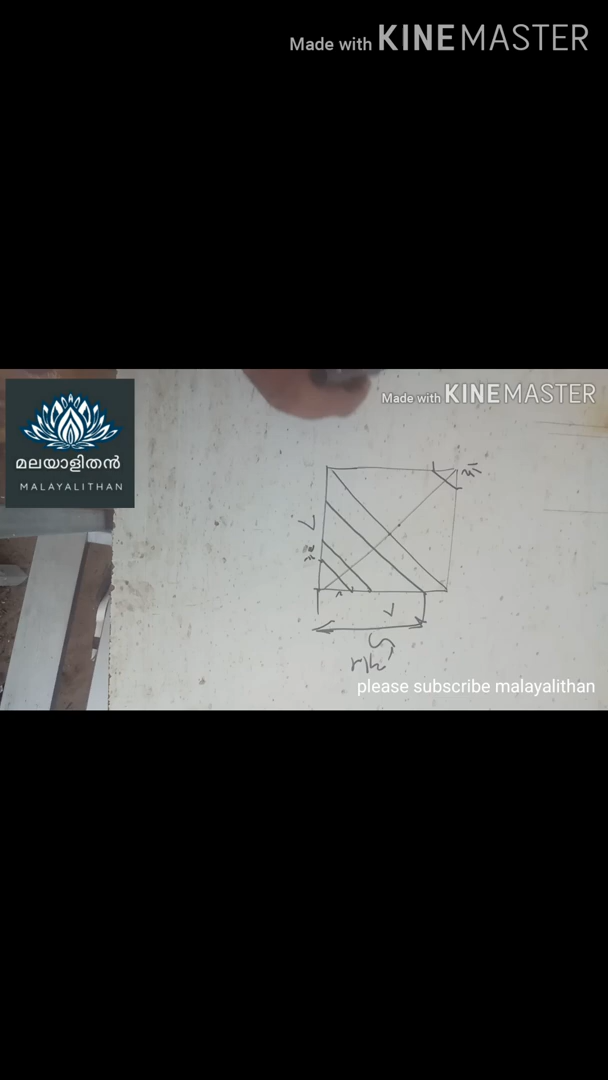 Made with KINEMASTER
Made with KINEMASTER
മലയാളിതൻ
MALAYALITHAN
please subscribe malayalithan